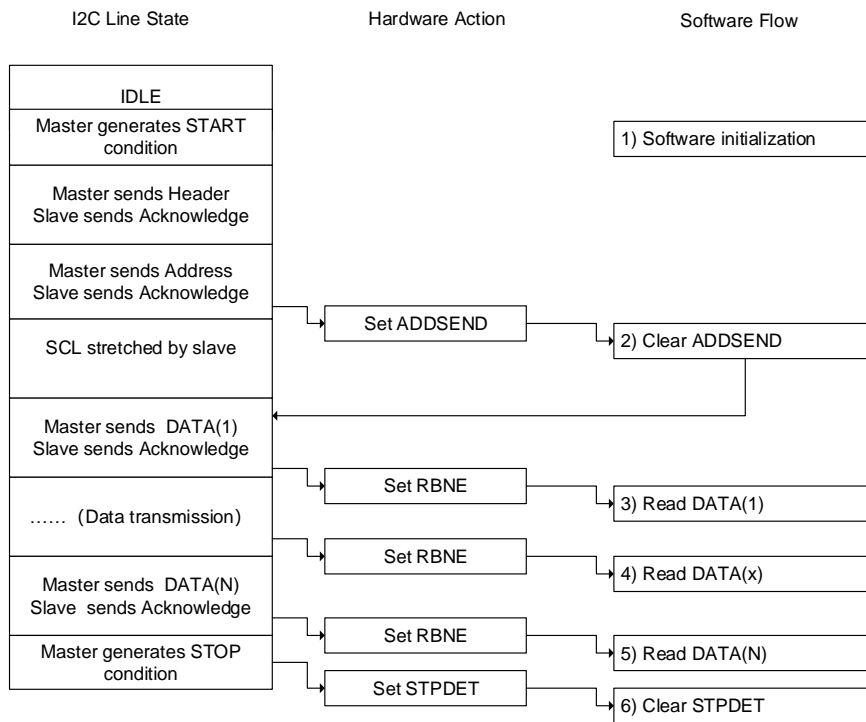 I2C Line State
Hardware Action
Software Flow
IDLE
Master generates START
condition
1) Software initialization
Master sends Header
Slave sends Acknowledge
Master sends Address
Slave sends Acknowledge
Set ADDSEND
2) Clear ADDSEND
SCL stretched by slave
Master sends DATA(1)
Slave sends Acknowledge
Set RBNE
3) Read DATA(1)
…… (Data transmission)
Set RBNE
4) Read DATA(x)
Master sends DATA(N)
Slave sends Acknowledge
Set RBNE
5) Read DATA(N)
Master generates STOP
condition
Set STPDET
6) Clear STPDET